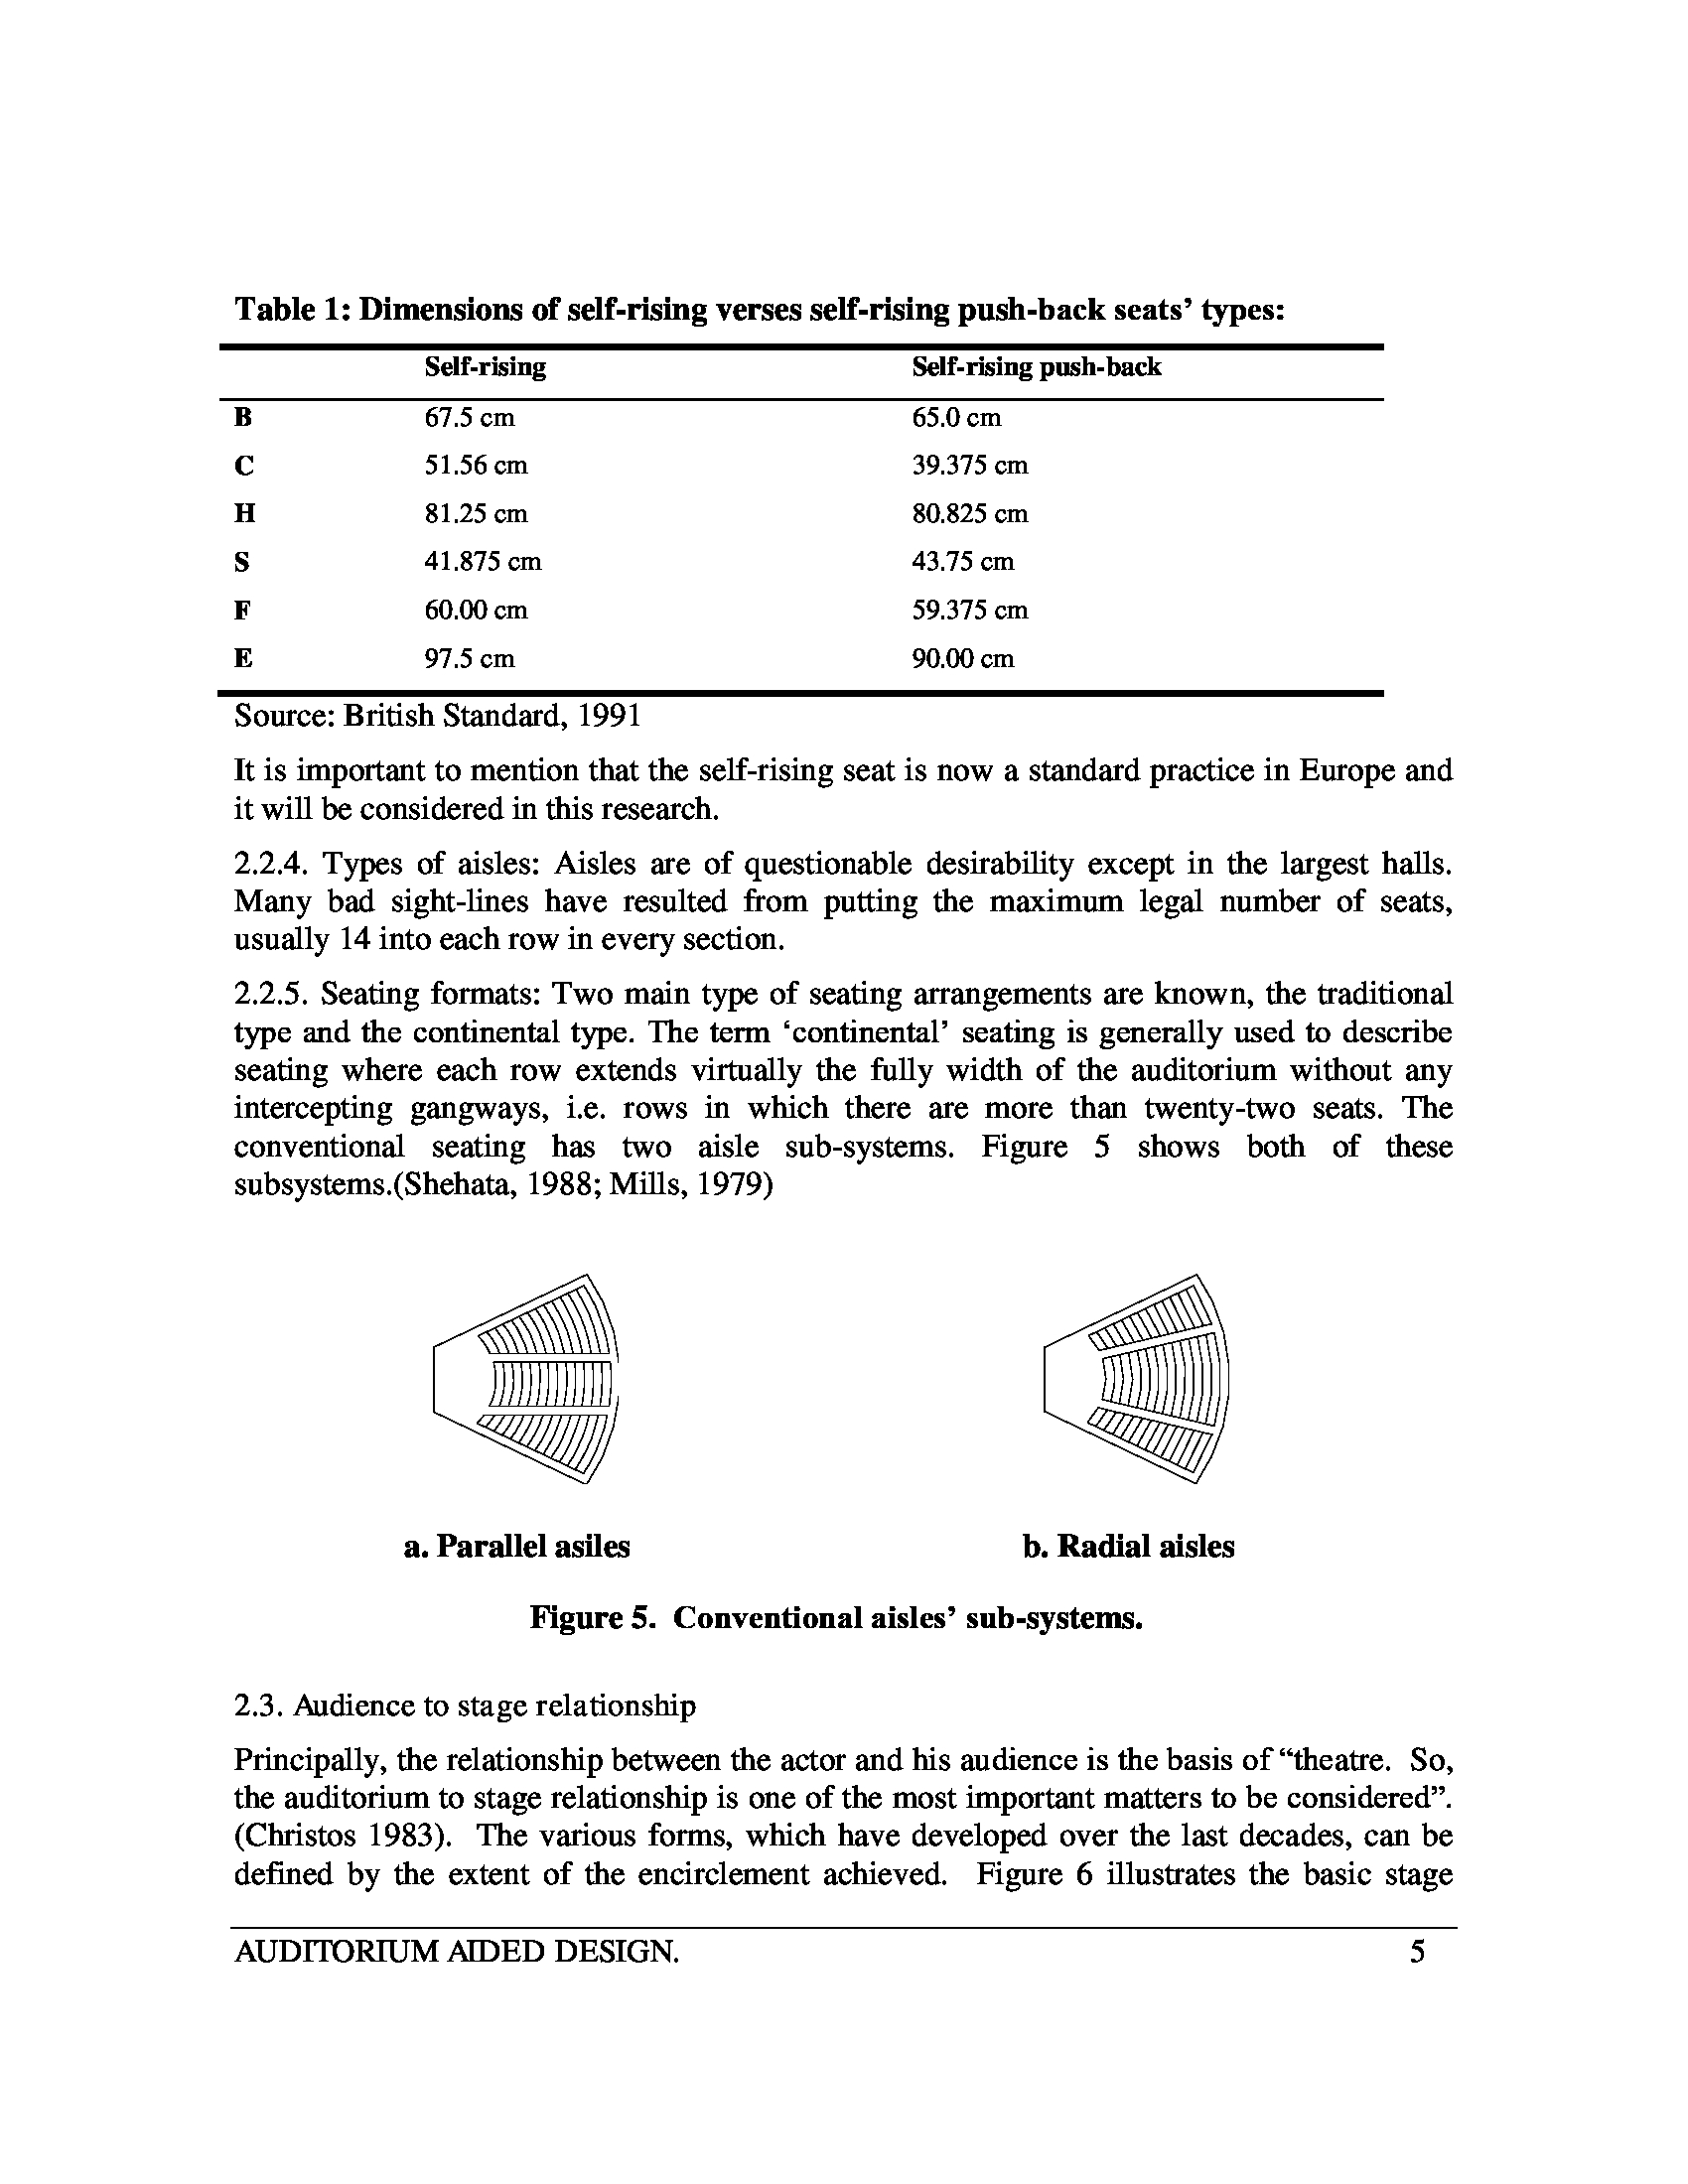 Table 1: Dimensions of self-rising verses self-rising push-back seats’ types:
Self-rising Self-rising push-back
B 67.5 cm 65.0 cm
C 51.56 cm 39.375 cm
H 81.25 cm 80.825 cm
S 41.875 cm 43.75 cm
F 60.00 cm 59.375 cm
E 97.5 cm 90.00 cm
Source: British Standard, 1991
It is important to mention that the self-rising seat is now a standard practice in Europe and
it will be considered in this research.
2.2.4. Types of aisles: Aisles are of questionable desirability except in the largest halls.
Many bad sight-lines have resulted from putting the maximum legal number of seats,
usually 14 into each row in every section.
2.2.5. Seating formats: Two main type of seating arrangements are known, the traditional
type and the continental type. The term ‘continental’ seating is generally used to describe
seating where each row extends virtually the fully width of the auditorium without any
intercepting gangways, i.e. rows in which there are more than twenty-two seats. The
conventional seating has two aisle sub-systems. Figure 5 shows both of these
subsystems.(Shehata, 1988; Mills, 1979)
a. Parallel asiles b. Radial aisles
Figure 5. Conventional aisles’ sub-systems.
2.3. Audience to stage relationship
Principally, the relationship between the actor and his audience is the basis of “theatre. So,
the auditorium to stage relationship is one of the most important matters to be considered”.
(Christos 1983). The various forms, which have developed over the last decades, can be
defined by the extent of the encirclement achieved. Figure 6 illustrates the basic stage
AUDITORIUM AIDED DESIGN. 5